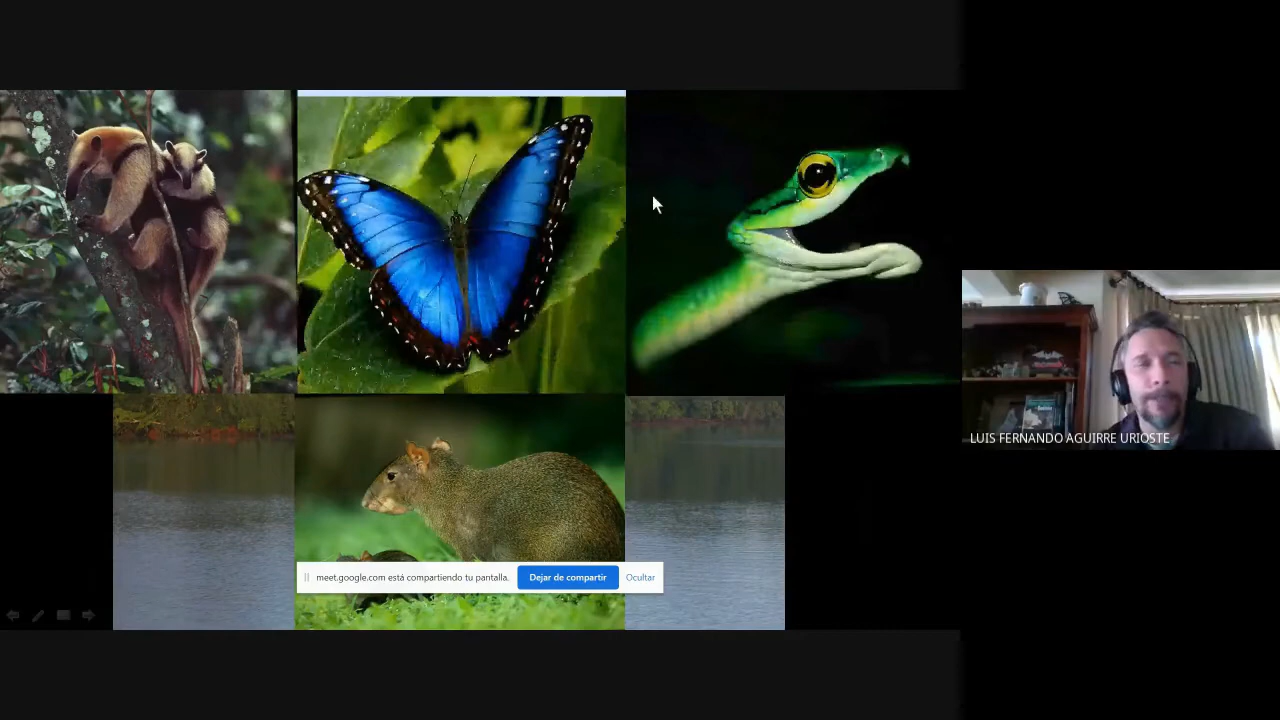 LUIS FERNANDO AGUIRRE URIOSTE
meet.google.com está compartiendo tu pantalla.
Dejar de compartir
Ocultar